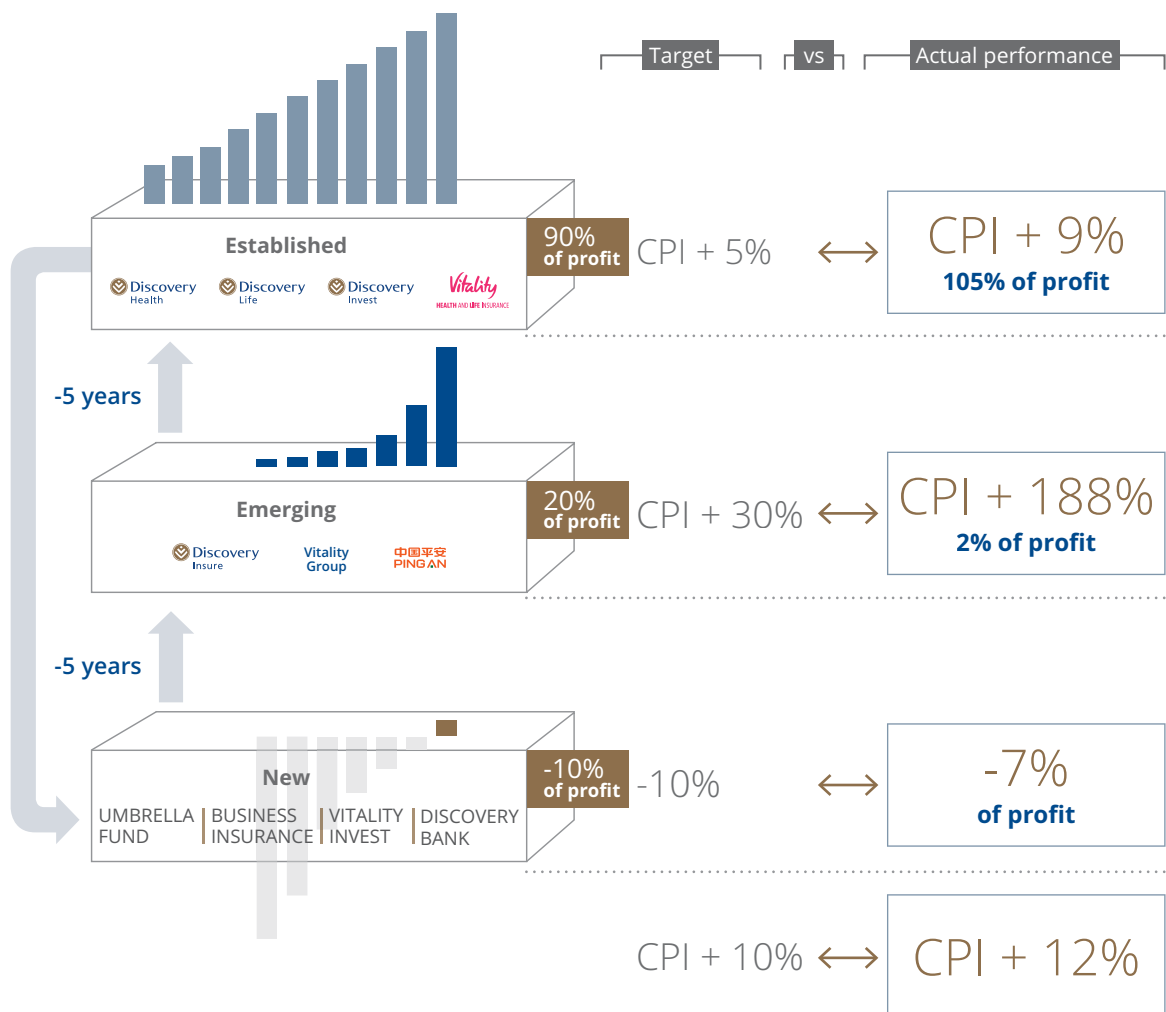 Target vs Actual performance
Established
Discovery
Health
Discovery
Life
Discovery
Invest
Vitality
HEALTH AND LIFE INSURANCE
90%
of profit
CPI + 5%
CPI + 9%
105% of profit
-5 years
Emerging
Discovery
Insure
Vitality
Group
中国平安
PINGAN
20%
of profit
CPI + 30%
CPI + 188%
2% of profit
-5 years
New
UMBRELLA
FUND
BUSINESS
INSURANCE
VITALITY
INVEST
DISCOVERY
BANK
-10%
of profit
-10%
-7%
of profit
CPI + 10%
CPI + 12%